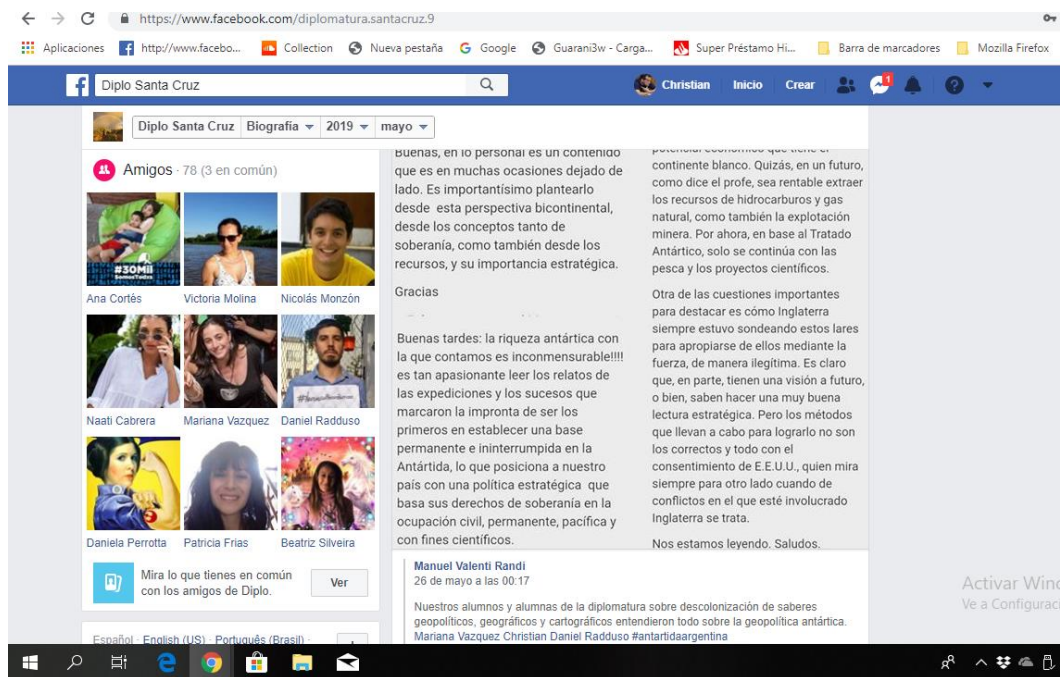 https://www.facebook.com/diplomatura.santacruz.9
Aplicaciones
http://www.facebo...
Collection
Nueva pestaña
Google
Guarani3w - Carga...
Super Préstamo Hi...
Barra de marcadores
Mozilla Firefox
Diplo Santa Cruz
Christian
Inicio
Crear
1
Diplo Santa Cruz
Biografía
2019
mayo
Amigos · 78 (3 en común)
#30Mil
SomosTodxs
Ana Cortés
Victoria Molina
Nicolás Monzón
Naati Cabrera
Mariana Vazquez
Daniel Radduso
Daniela Perrotta
Patricia Frias
Beatriz Silveira
Mira lo que tienes en común
con los amigos de Diplo.
Ver
Español · English (US) · Português (Brasil) ·
Buenas, en lo personal es un contenido
que es en muchas ocasiones dejado de
lado. Es importantísimo plantearlo
desde esta perspectiva bicontinental,
desde los conceptos tanto de
soberanía, como también desde los
recursos, y su importancia estratégica.
Gracias
Buenas tardes: la riqueza antártica con
la que contamos es inconmensurable!!!!
es tan apasionante leer los relatos de
las expediciones y los sucesos que
marcaron la impronta de ser los
primeros en establecer una base
permanente e ininterrumpida en la
Antártida, lo que posiciona a nuestro
país con una política estratégica que
basa sus derechos de soberanía en la
ocupación civil, permanente, pacífica y
con fines científicos.
potencial económico que tiene el
continente blanco. Quizás, en un futuro,
como dice el profe, sea rentable extraer
los recursos de hidrocarburos y gas
natural, como también la explotación
minera. Por ahora, en base al Tratado
Antártico, solo se continúa con las
pesca y los proyectos científicos.
Otra de las cuestiones importantes
para destacar es cómo Inglaterra
siempre estuvo sondeando estos lares
para apropiarse de ellos mediante la
fuerza, de manera ilegítima. Es claro
que, en parte, tienen una visión a futuro,
o bien, saben hacer una muy buena
lectura estratégica. Pero los métodos
que llevan a cabo para lograrlo no son
los correctos y todo con el
consentimiento de E.E.U.U., quien mira
siempre para otro lado cuando de
conflictos en el que esté involucrado
Inglaterra se trata.
Nos estamos leyendo. Saludos.
Manuel Valenti Randi
26 de mayo a las 00:17
Nuestros alumnos y alumnas de la diplomatura sobre descolonización de saberes
geopolíticos, geográficos y cartográficos entendieron todo sobre la geopolítica antártica.
Mariana Vazquez Christian Daniel Radduso #antartidaargentina
Activar Wind
Ve a Configuraci